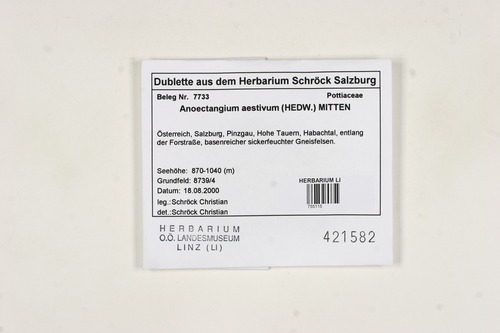 Dublette aus dem Herbarium Schröck Salzburg
Beleg Nr. 7733 Pottiaceae
Anoectangium aestivum (HEDW.) MITTEN
Österreich, Salzburg, Pinzgau, Hohe Tauern, Habachtal, entlang
der Forstraße, basenreicher sickerfeuchter Gneisfelsen.
Seehöhe: 870-1040 (m)
Grundfeld: 8739/4
Datum: 18.08.2000
leg.:Schröck Christian
det.:Schröck Christian
HERBARIUM LI
HERBARIUM
O.Ö. LANDESMUSEUM
LINZ (LI)
421582